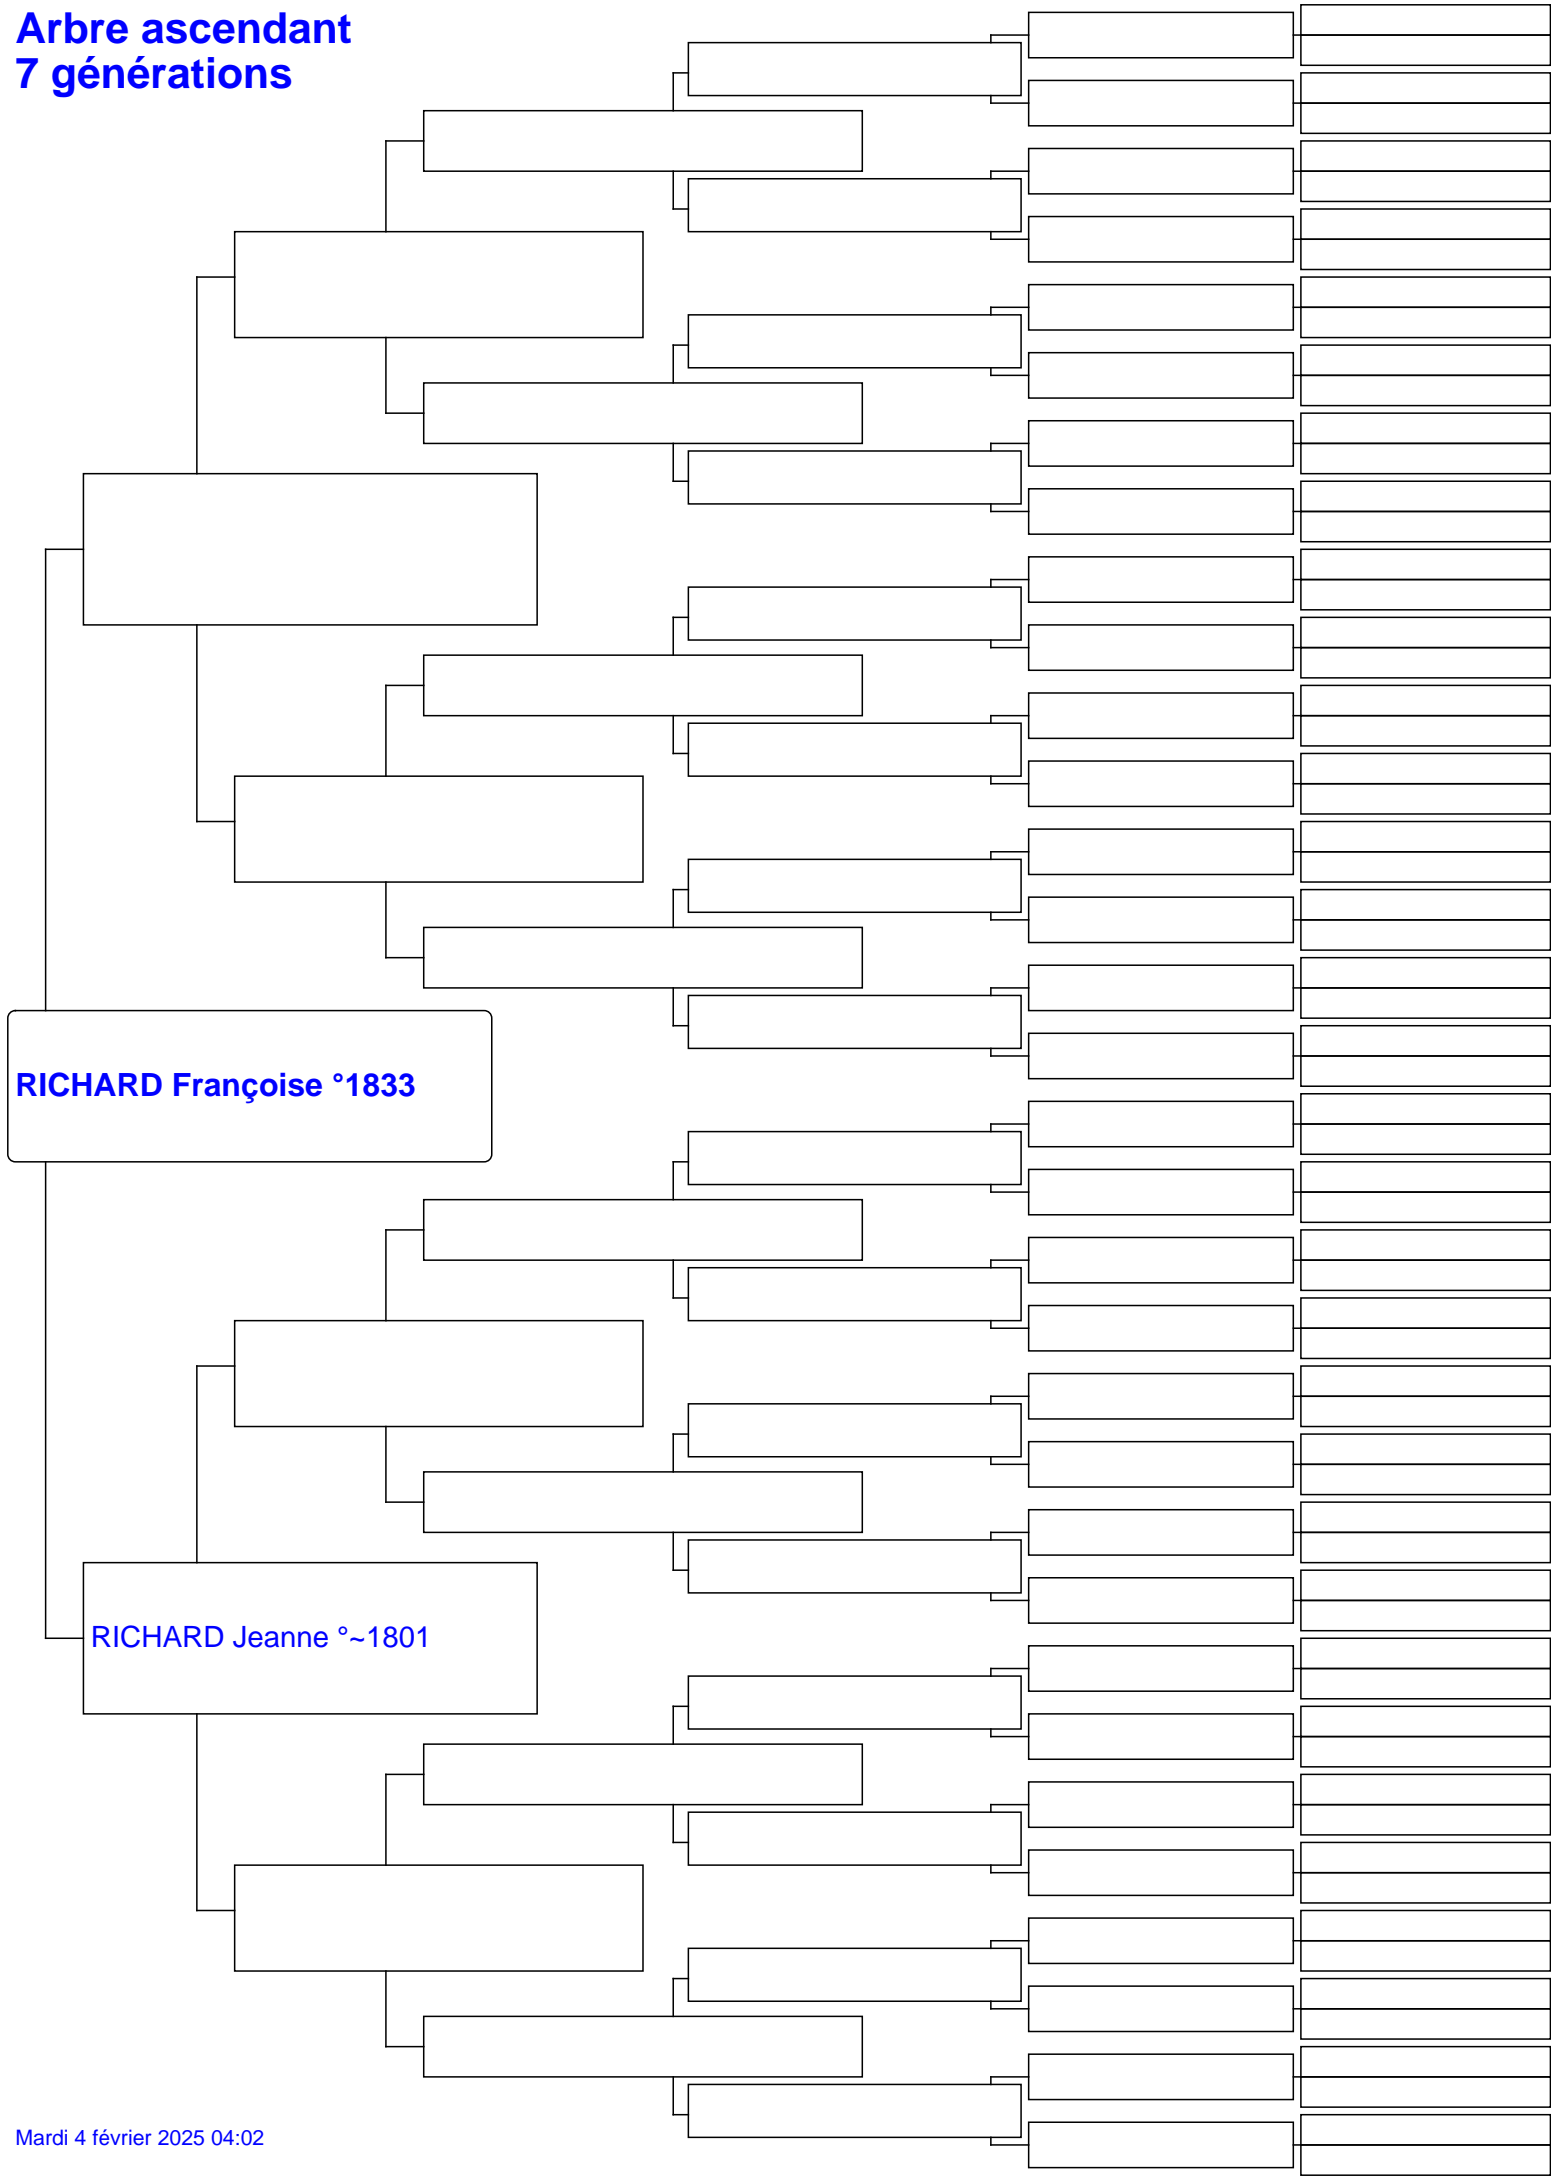 Arbre ascendant
7 générations
RICHARD Françoise °1833
RICHARD Jeanne °~1801
Mardi 4 février 2025 04:02